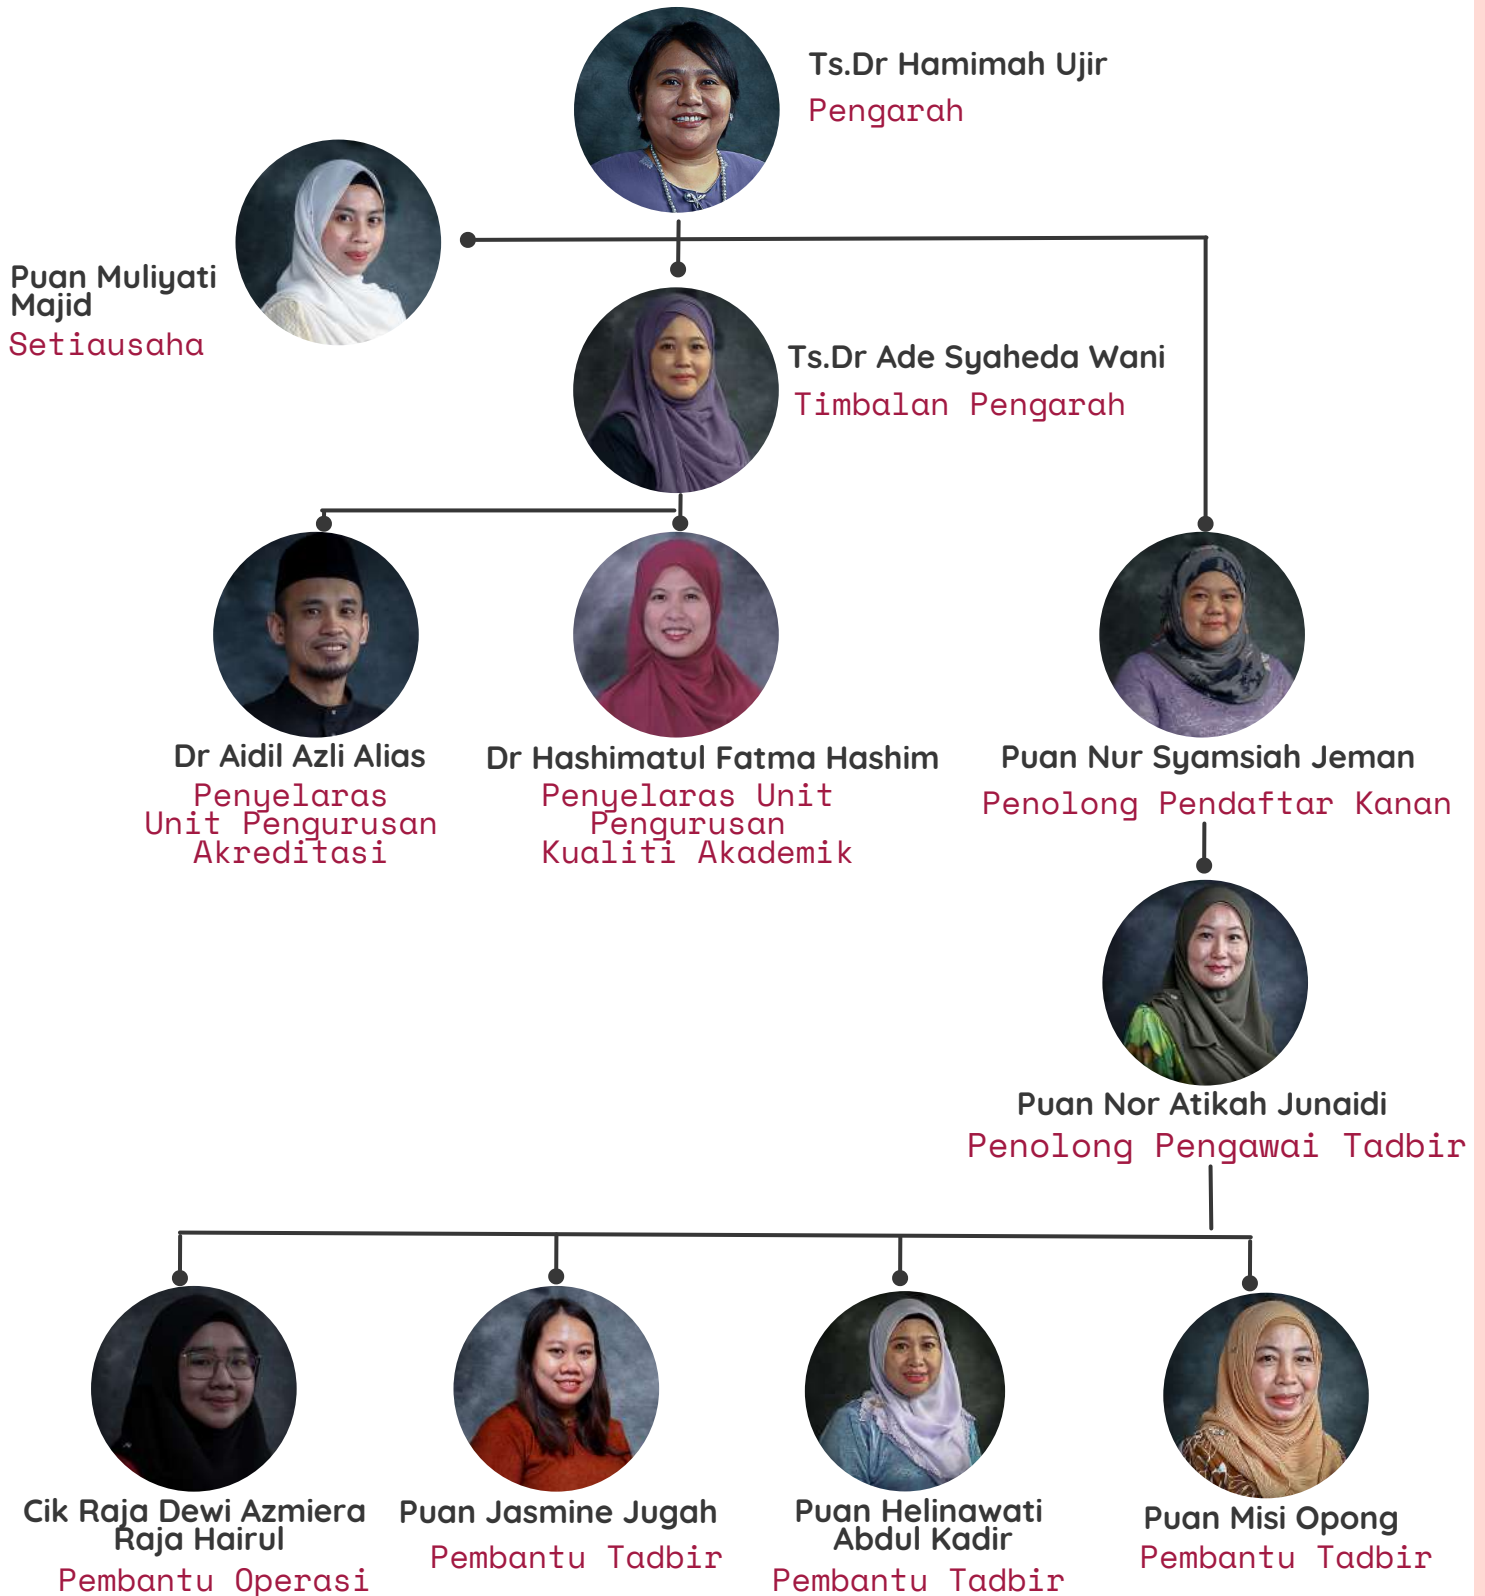 Ts.Dr Hamimah Ujir
Pengarah
Puan Muliyati
Majid
Setiausaha
Ts.Dr Ade Syaheda Wani
Timbalan Pengarah
Dr Aidil Azli Alias
Penyelaras
Unit Pengurusan
Akreditasi
Dr Hashimatul Fatma Hashim
Penyelaras Unit
Pengurusan
Kualiti Akademik
Puan Nur Syamsiah Jeman
Penolong Pendaftar Kanan
Puan Nor Atikah Junaidi
Penolong Pengawai Tadbir
Cik Raja Dewi Azmiera
Raja Hairul
Pembantu Operasi
Puan Jasmine Jugah
Pembantu Tadbir
Puan Helinawati
Abdul Kadir
Pembantu Tadbir
Puan Misi Opong
Pembantu Tadbir